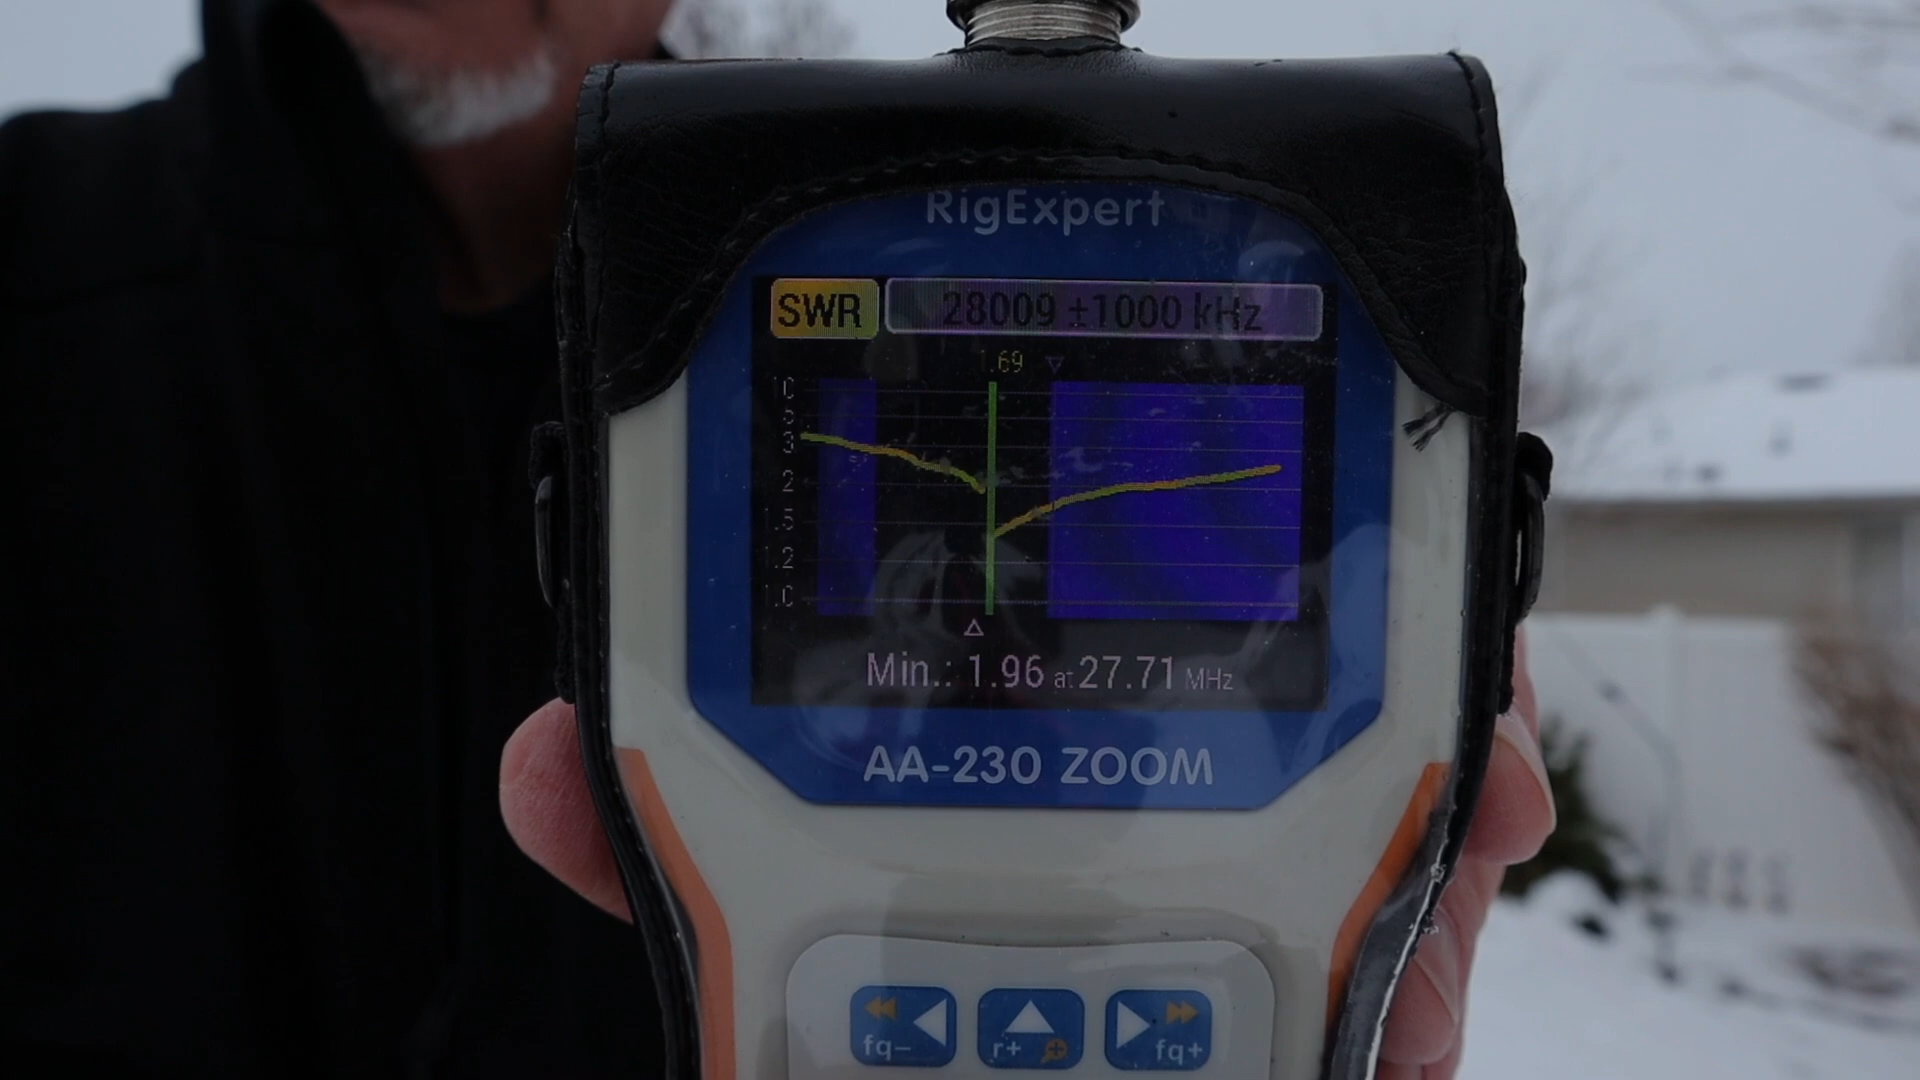 RigExpert
SWR 28009 ±1000 kHz
1.69
10
5
3
2
1.5
1.2
1.0
Min.: 1.96 at 27.71 MHz
AA-230 ZOOM
fq- r+ fq+